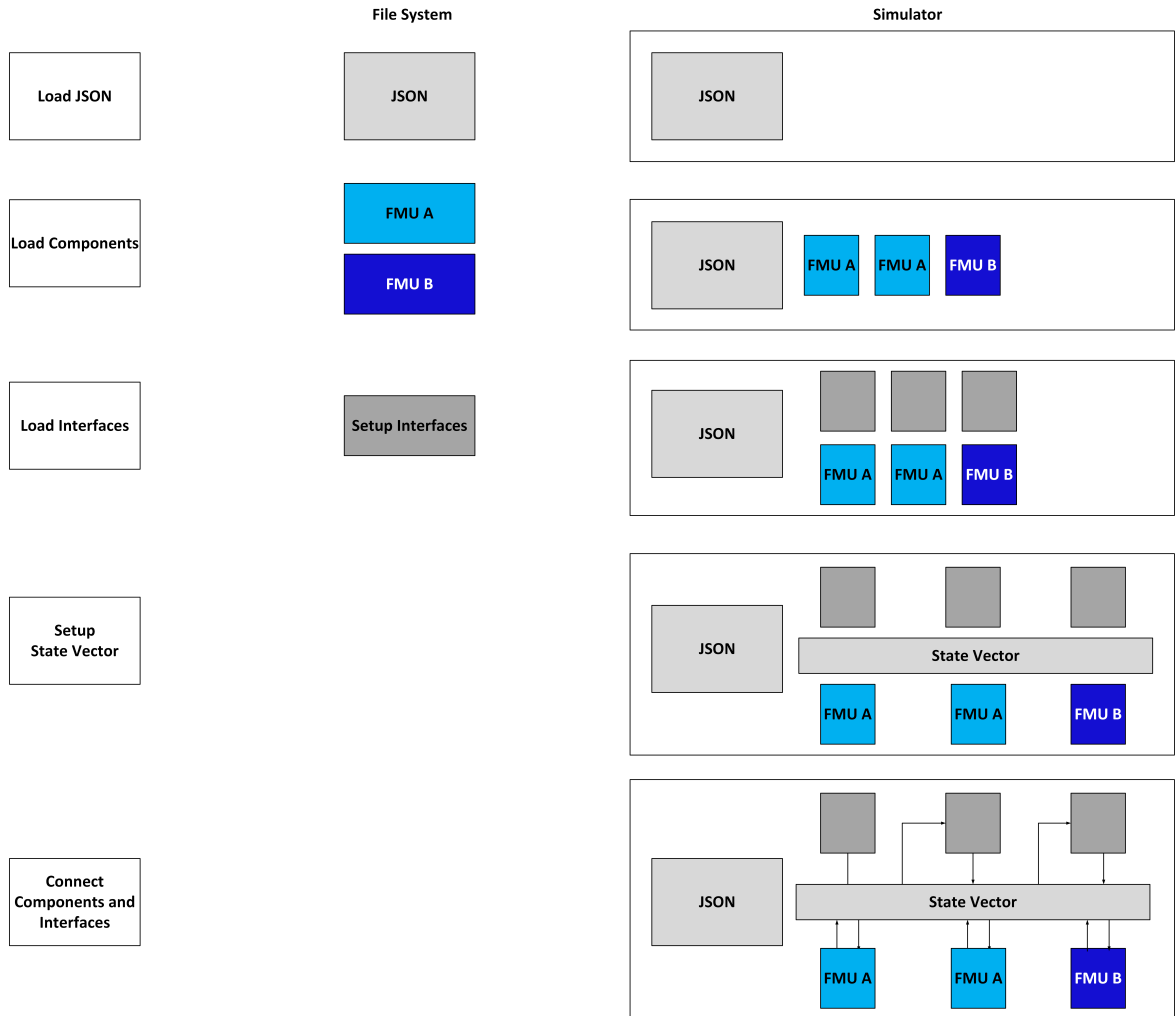 File System
Simulator
Load JSON
JSON
JSON
Load Components
FMU A
FMU B
JSON
FMU A
FMU A
FMU B
Load Interfaces
Setup Interfaces
JSON
FMU A
FMU A
FMU B
Setup
State Vector
JSON
State Vector
FMU A
FMU A
FMU B
Connect
Components and
Interfaces
JSON
State Vector
FMU A
FMU A
FMU B